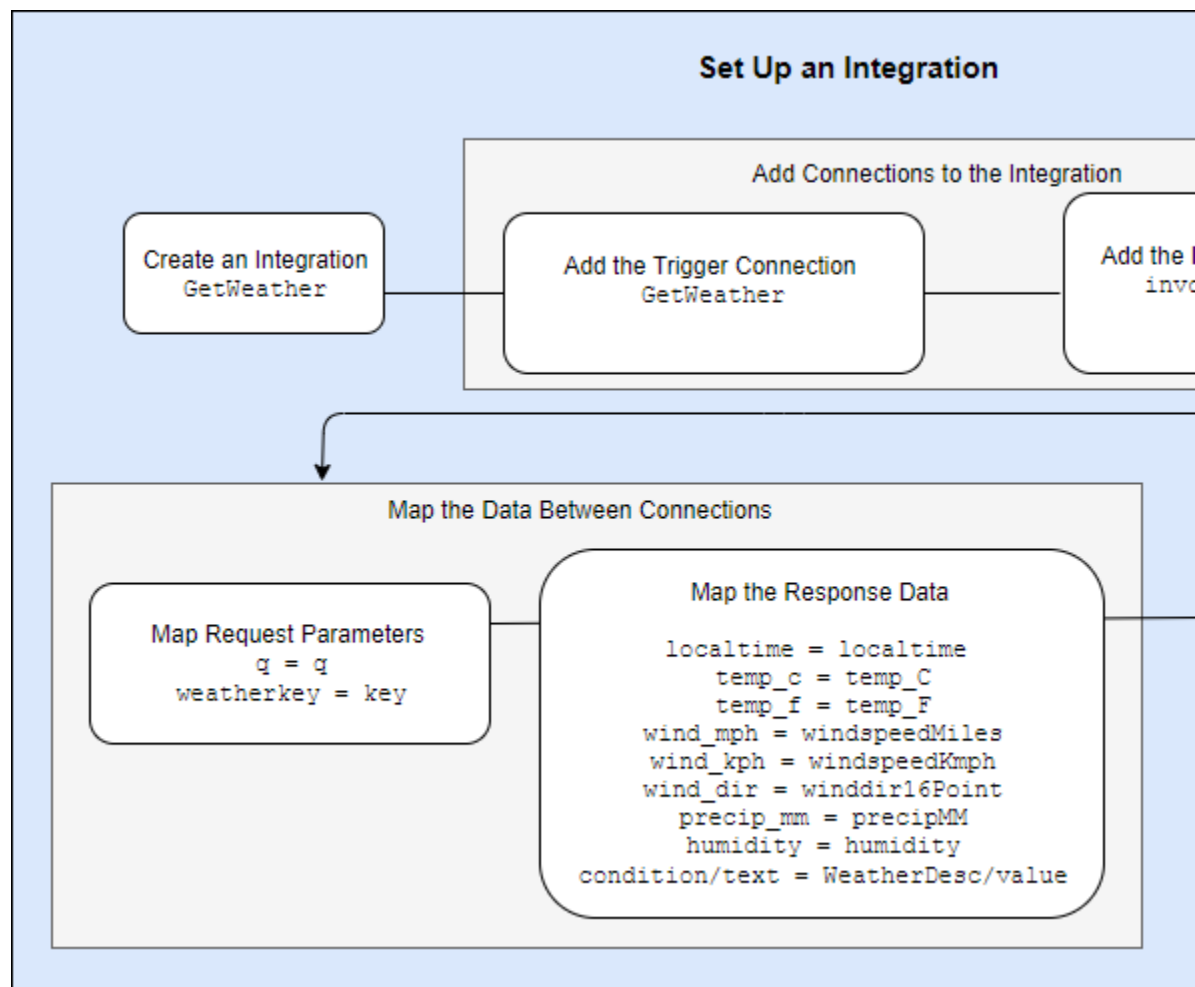 Set Up an Integration
Add Connections to the Integration
Create an Integration
GetWeather
Add the Trigger Connection
GetWeather
Add the
Map the Data Between Connections
Map Request Parameters
q = q
weatherkey = key
Map the Response Data
localtime = localtime
temp_c = temp_C
temp_f = temp_F
wind_mph = windspeedMiles
wind_kph = windspeedKmph
wind_dir = winddir16Point
precip_mm = precipMM
humidity = humidity
condition/text = WeatherDesc/value